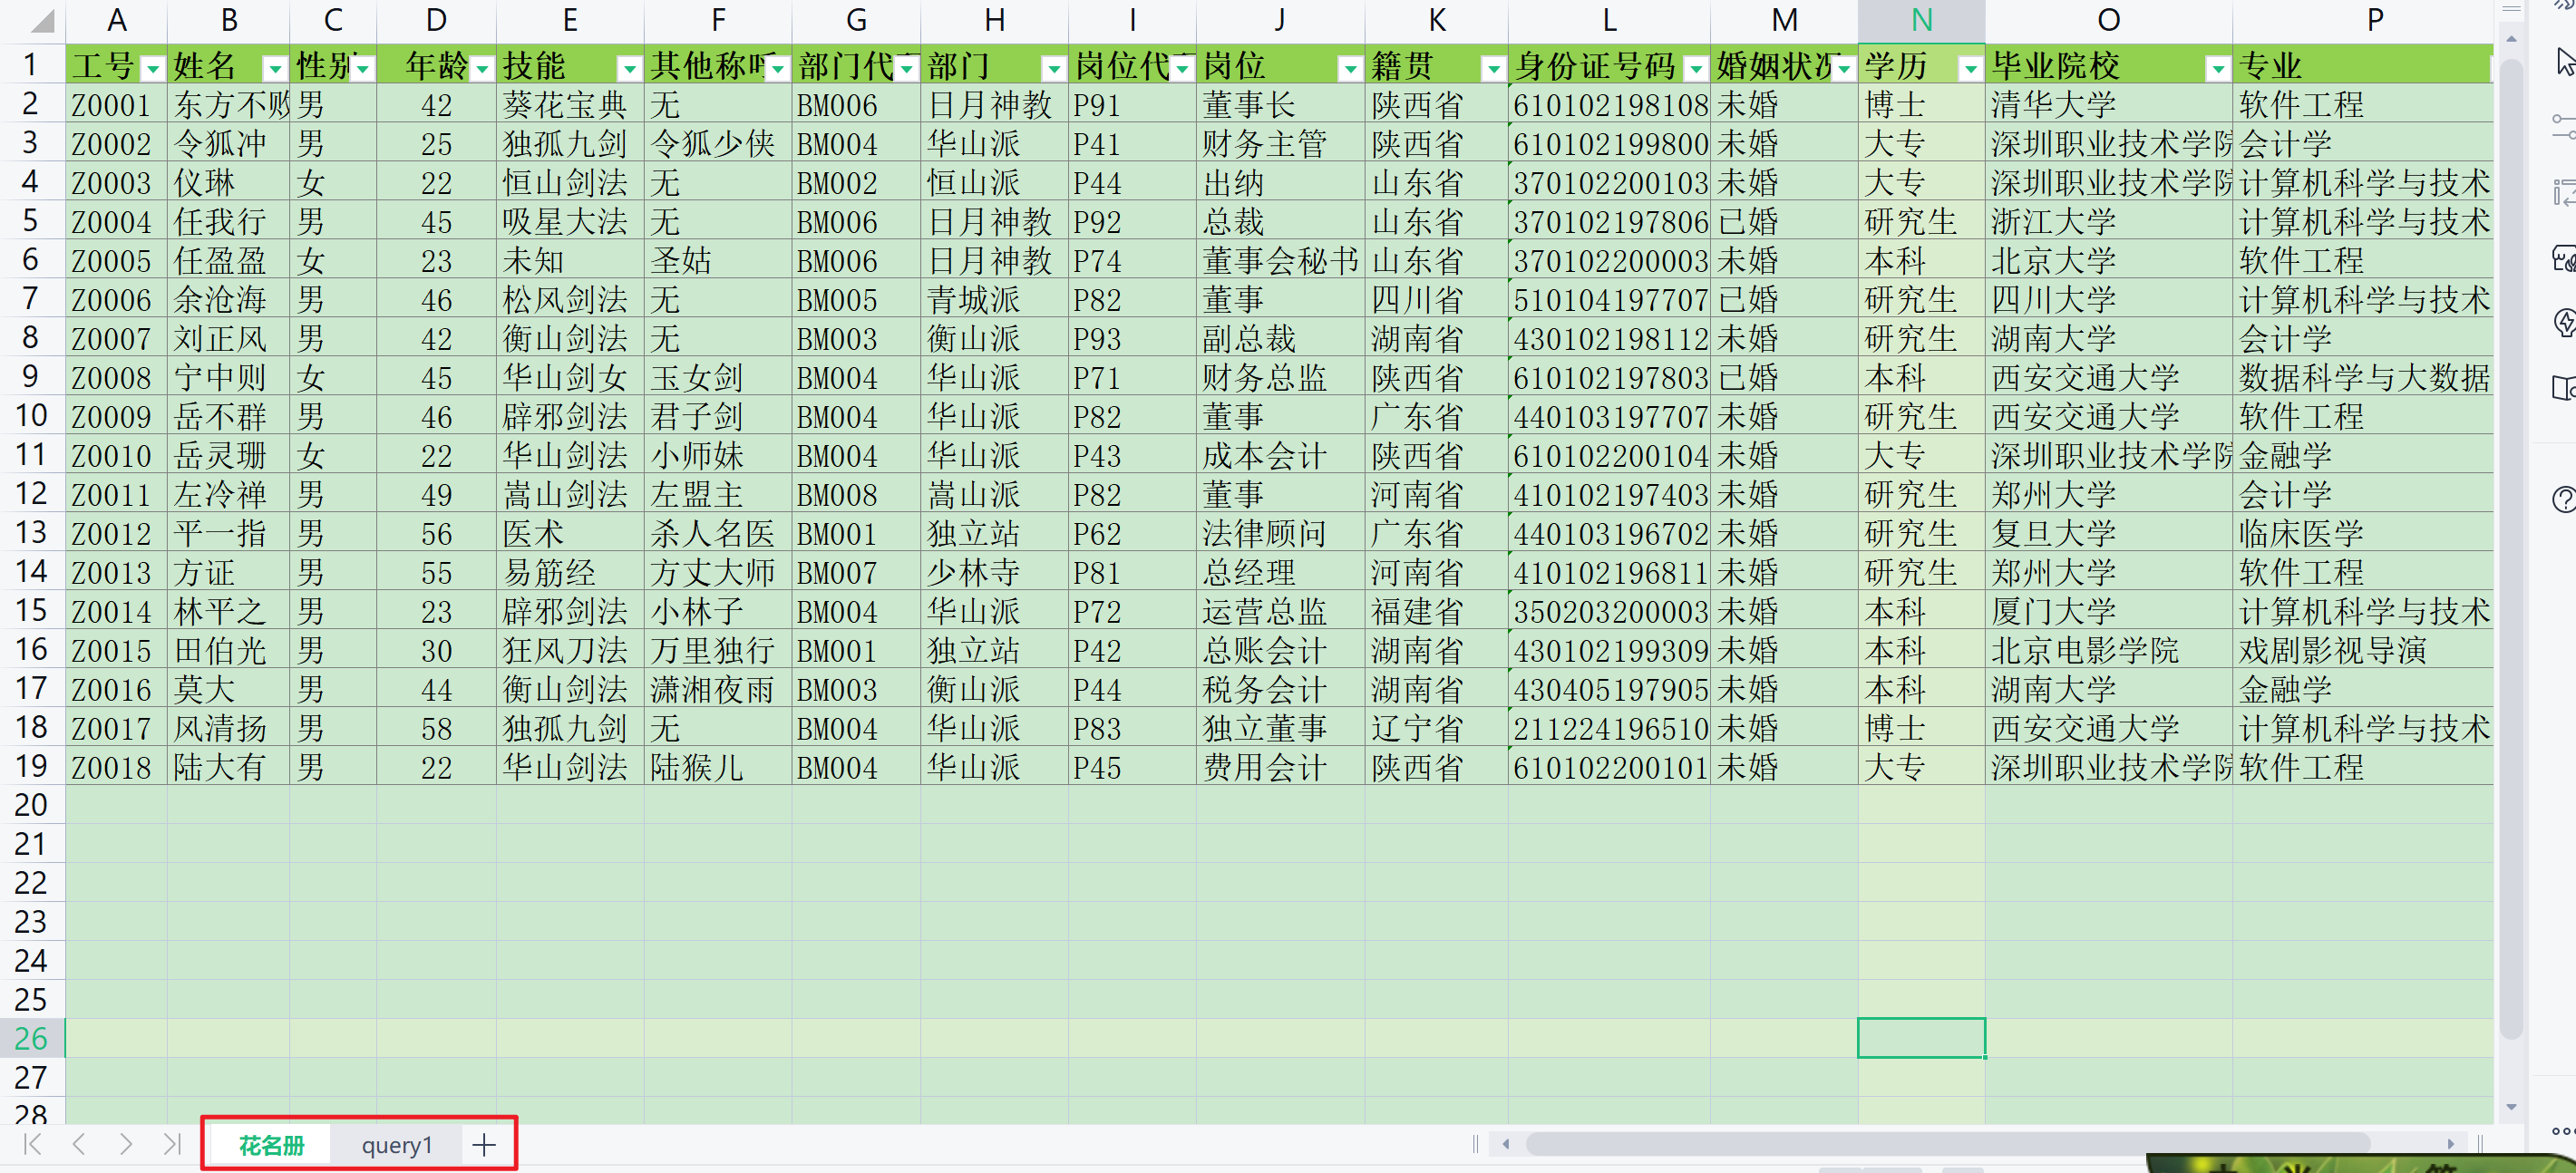 A B C D E F G H I J K L M N O P
1 工号 姓名 性别 年龄 技能 其他称呼 部门代 部门 岗位代 岗位 籍贯 身份证号码 婚姻状况 学历 毕业院校 专业
2 Z0001 东方不败 男 42 葵花宝典 无 BM006 日月神教 P91 董事长 陕西省 610102198108 未婚 博士 清华大学 软件工程
3 Z0002 令狐冲 男 25 独孤九剑 令狐少侠 BM004 华山派 P41 财务主管 陕西省 610102199800 未婚 大专 深圳职业技术学院 会计学
4 Z0003 仪琳 女 22 恒山剑法 无 BM002 恒山派 P44 出纳 山东省 370102200103 未婚 大专 深圳职业技术学院 计算机科学与技术
5 Z0004 任我行 男 45 吸星大法 无 BM006 日月神教 P92 总裁 山东省 370102197806 已婚 研究生 浙江大学 计算机科学与技术
6 Z0005 任盈盈 女 23 未知 圣姑 BM006 日月神教 P74 董事会秘书 山东省 370102200003 未婚 本科 北京大学 软件工程
7 Z0006 余沧海 男 46 松风剑法 无 BM005 青城派 P82 董事 四川省 510104197707 已婚 研究生 四川大学 计算机科学与技术
8 Z0007 刘正风 男 42 衡山剑法 无 BM003 衡山派 P93 副总裁 湖南省 430102198112 未婚 研究生 湖南大学 会计学
9 Z0008 宁中则 女 45 华山剑女 玉女剑 BM004 华山派 P71 财务总监 陕西省 610102197803 已婚 本科 西安交通大学 数据科学与大数据
10 Z0009 岳不群 男 46 辟邪剑法 君子剑 BM004 华山派 P82 董事 广东省 440103197707 未婚 研究生 西安交通大学 软件工程
11 Z0010 岳灵珊 女 22 华山剑法 小师妹 BM004 华山派 P43 成本会计 陕西省 610102200104 未婚 大专 深圳职业技术学院 金融学
12 Z0011 左冷禅 男 49 嵩山剑法 左盟主 BM008 嵩山派 P82 董事 河南省 410102197403 未婚 研究生 郑州大学 会计学
13 Z0012 平一指 男 56 医术 杀人名医 BM001 独立站 P62 法律顾问 广东省 440103196702 未婚 研究生 复旦大学 临床医学
14 Z0013 方证 男 55 易筋经 方丈大师 BM007 少林寺 P81 总经理 河南省 410102196811 未婚 研究生 郑州大学 软件工程
15 Z0014 林平之 男 23 辟邪剑法 小林子 BM004 华山派 P72 运营总监 福建省 350203200003 未婚 本科 厦门大学 计算机科学与技术
16 Z0015 田伯光 男 30 狂风刀法 万里独行 BM001 独立站 P42 总账会计 湖南省 430102199309 未婚 本科 北京电影学院 戏剧影视导演
17 Z0016 莫大 男 44 衡山剑法 潇湘夜雨 BM003 衡山派 P44 税务会计 湖南省 430405197905 未婚 本科 湖南大学 金融学
18 Z0017 风清扬 男 58 独孤九剑 无 BM004 华山派 P83 独立董事 辽宁省 211224196510 未婚 博士 西安交通大学 计算机科学与技术
19 Z0018 陆大有 男 22 华山剑法 陆猴儿 BM004 华山派 P45 费用会计 陕西省 610102200101 未婚 大专 深圳职业技术学院 软件工程
20
21
22
23
24
25
26
27
28
花名册 query1